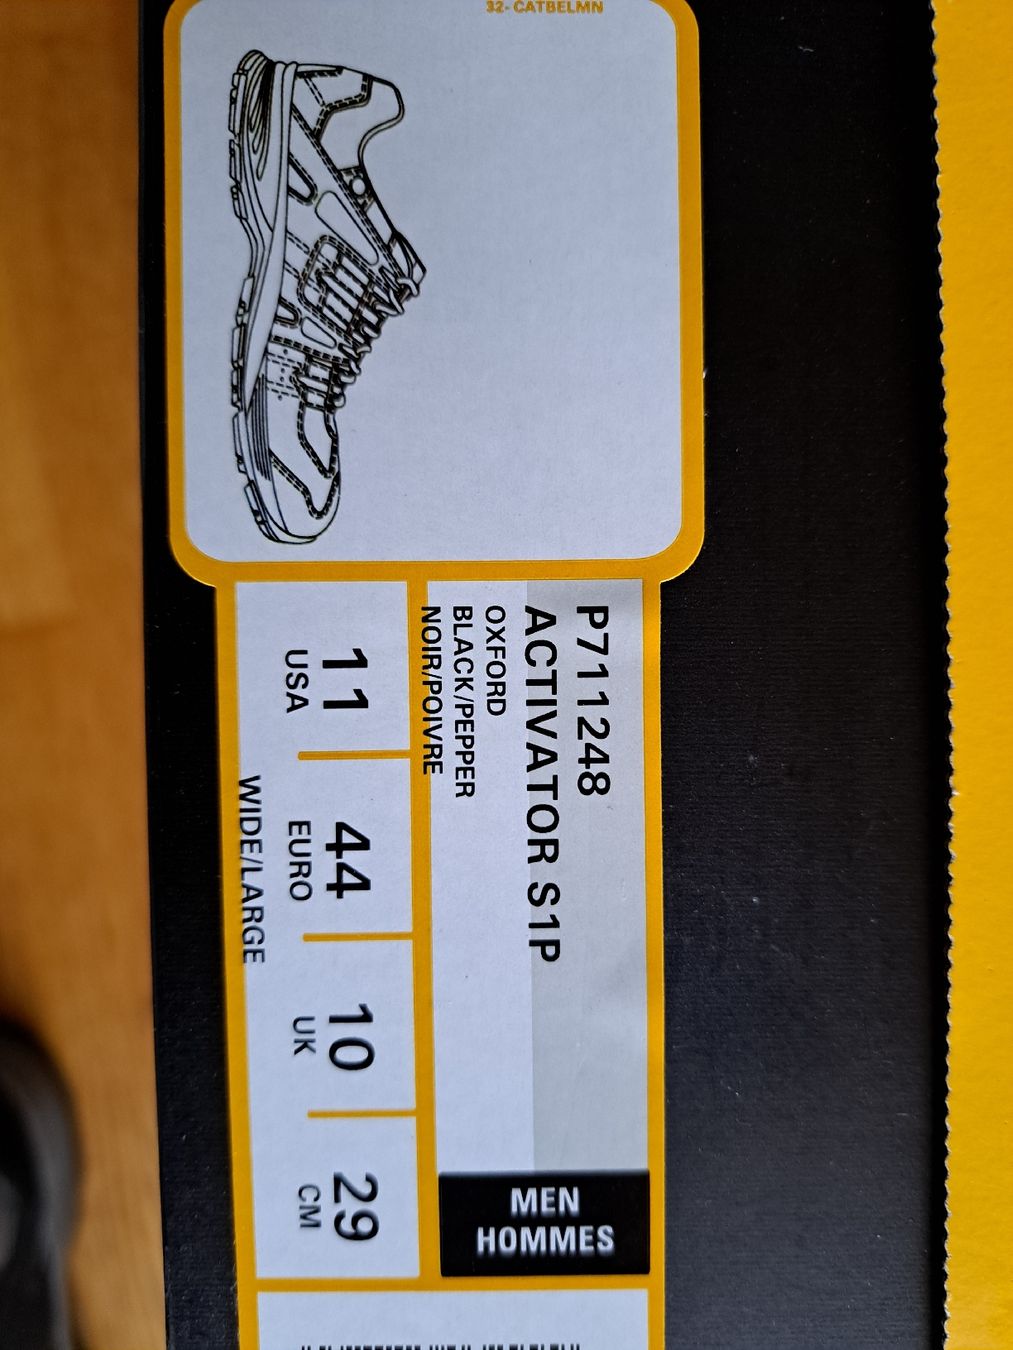 32- CATBELMN
P711248
ACTIVATOR S1P
OXFORD
BLACK/PEPPER
NOIR/POIVRE
MEN
HOMMES
11 44 10 29
USA EURO UK CM
WIDE/LARGE